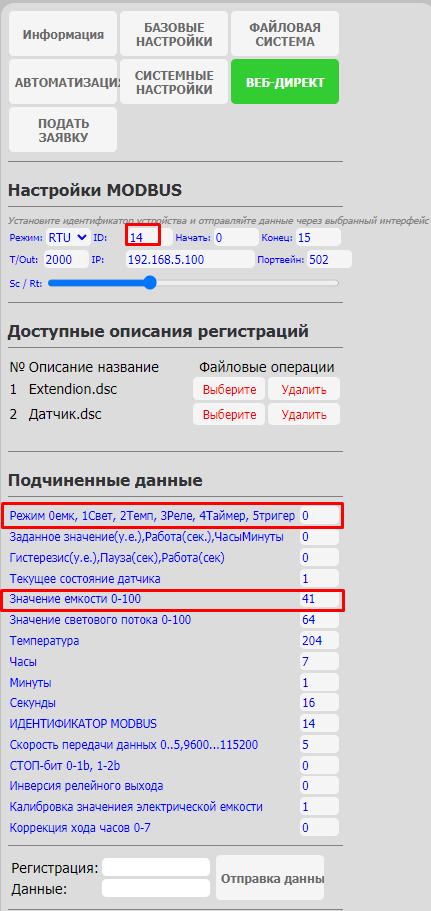 Информация
БАЗОВЫЕ
НАСТРОЙКИ
ФАЙЛОВАЯ
СИСТЕМА
АВТОМАТИЗАЦИЯ
СИСТЕМНЫЕ
НАСТРОЙКИ
ВЕБ-ДИРЕКТ
ПОДАТЬ
ЗАЯВКУ
Настройки MODBUS
Установите идентификатор устройства и отправляйте данные через выбранный интерфейс
Режим: RTU ID: 14 Начать: 0 Конец: 15
T/Out: 2000 IP: 192.168.5.100 Портвейн: 502
Sc / Rt:
Доступные описания регистраций
№ Описание название Файловые операции
1 Extendion.dsc Выберите Удалить
2 Датчик.dsc Выберите Удалить
Подчиненные данные
Режим 0емк, 1Свет, 2Темп, 3Реле, 4Таймер, 5тригер 0
Заданное значение(у.е.),Работа(сек.),ЧасыМинуты 0
Гистерезис(у.е.),Пауза(сек),Работа(сек) 0
Текущее состояние датчика 1
Значение емкости 0-100 41
Значение светового потока 0-100 64
Температура 204
Часы 7
Минуты 1
Секунды 16
ИДЕНТИФИКАТОР MODBUS 14
Скорость передачи данных 0..5,9600...115200 5
СТОП-бит 0-1b, 1-2b 0
Инверсия релейного выхода 0
Калибровка значениея электрической емкости 1
Коррекция хода часов 0-7 0
Регистрация:
Данные:
Отправка данны